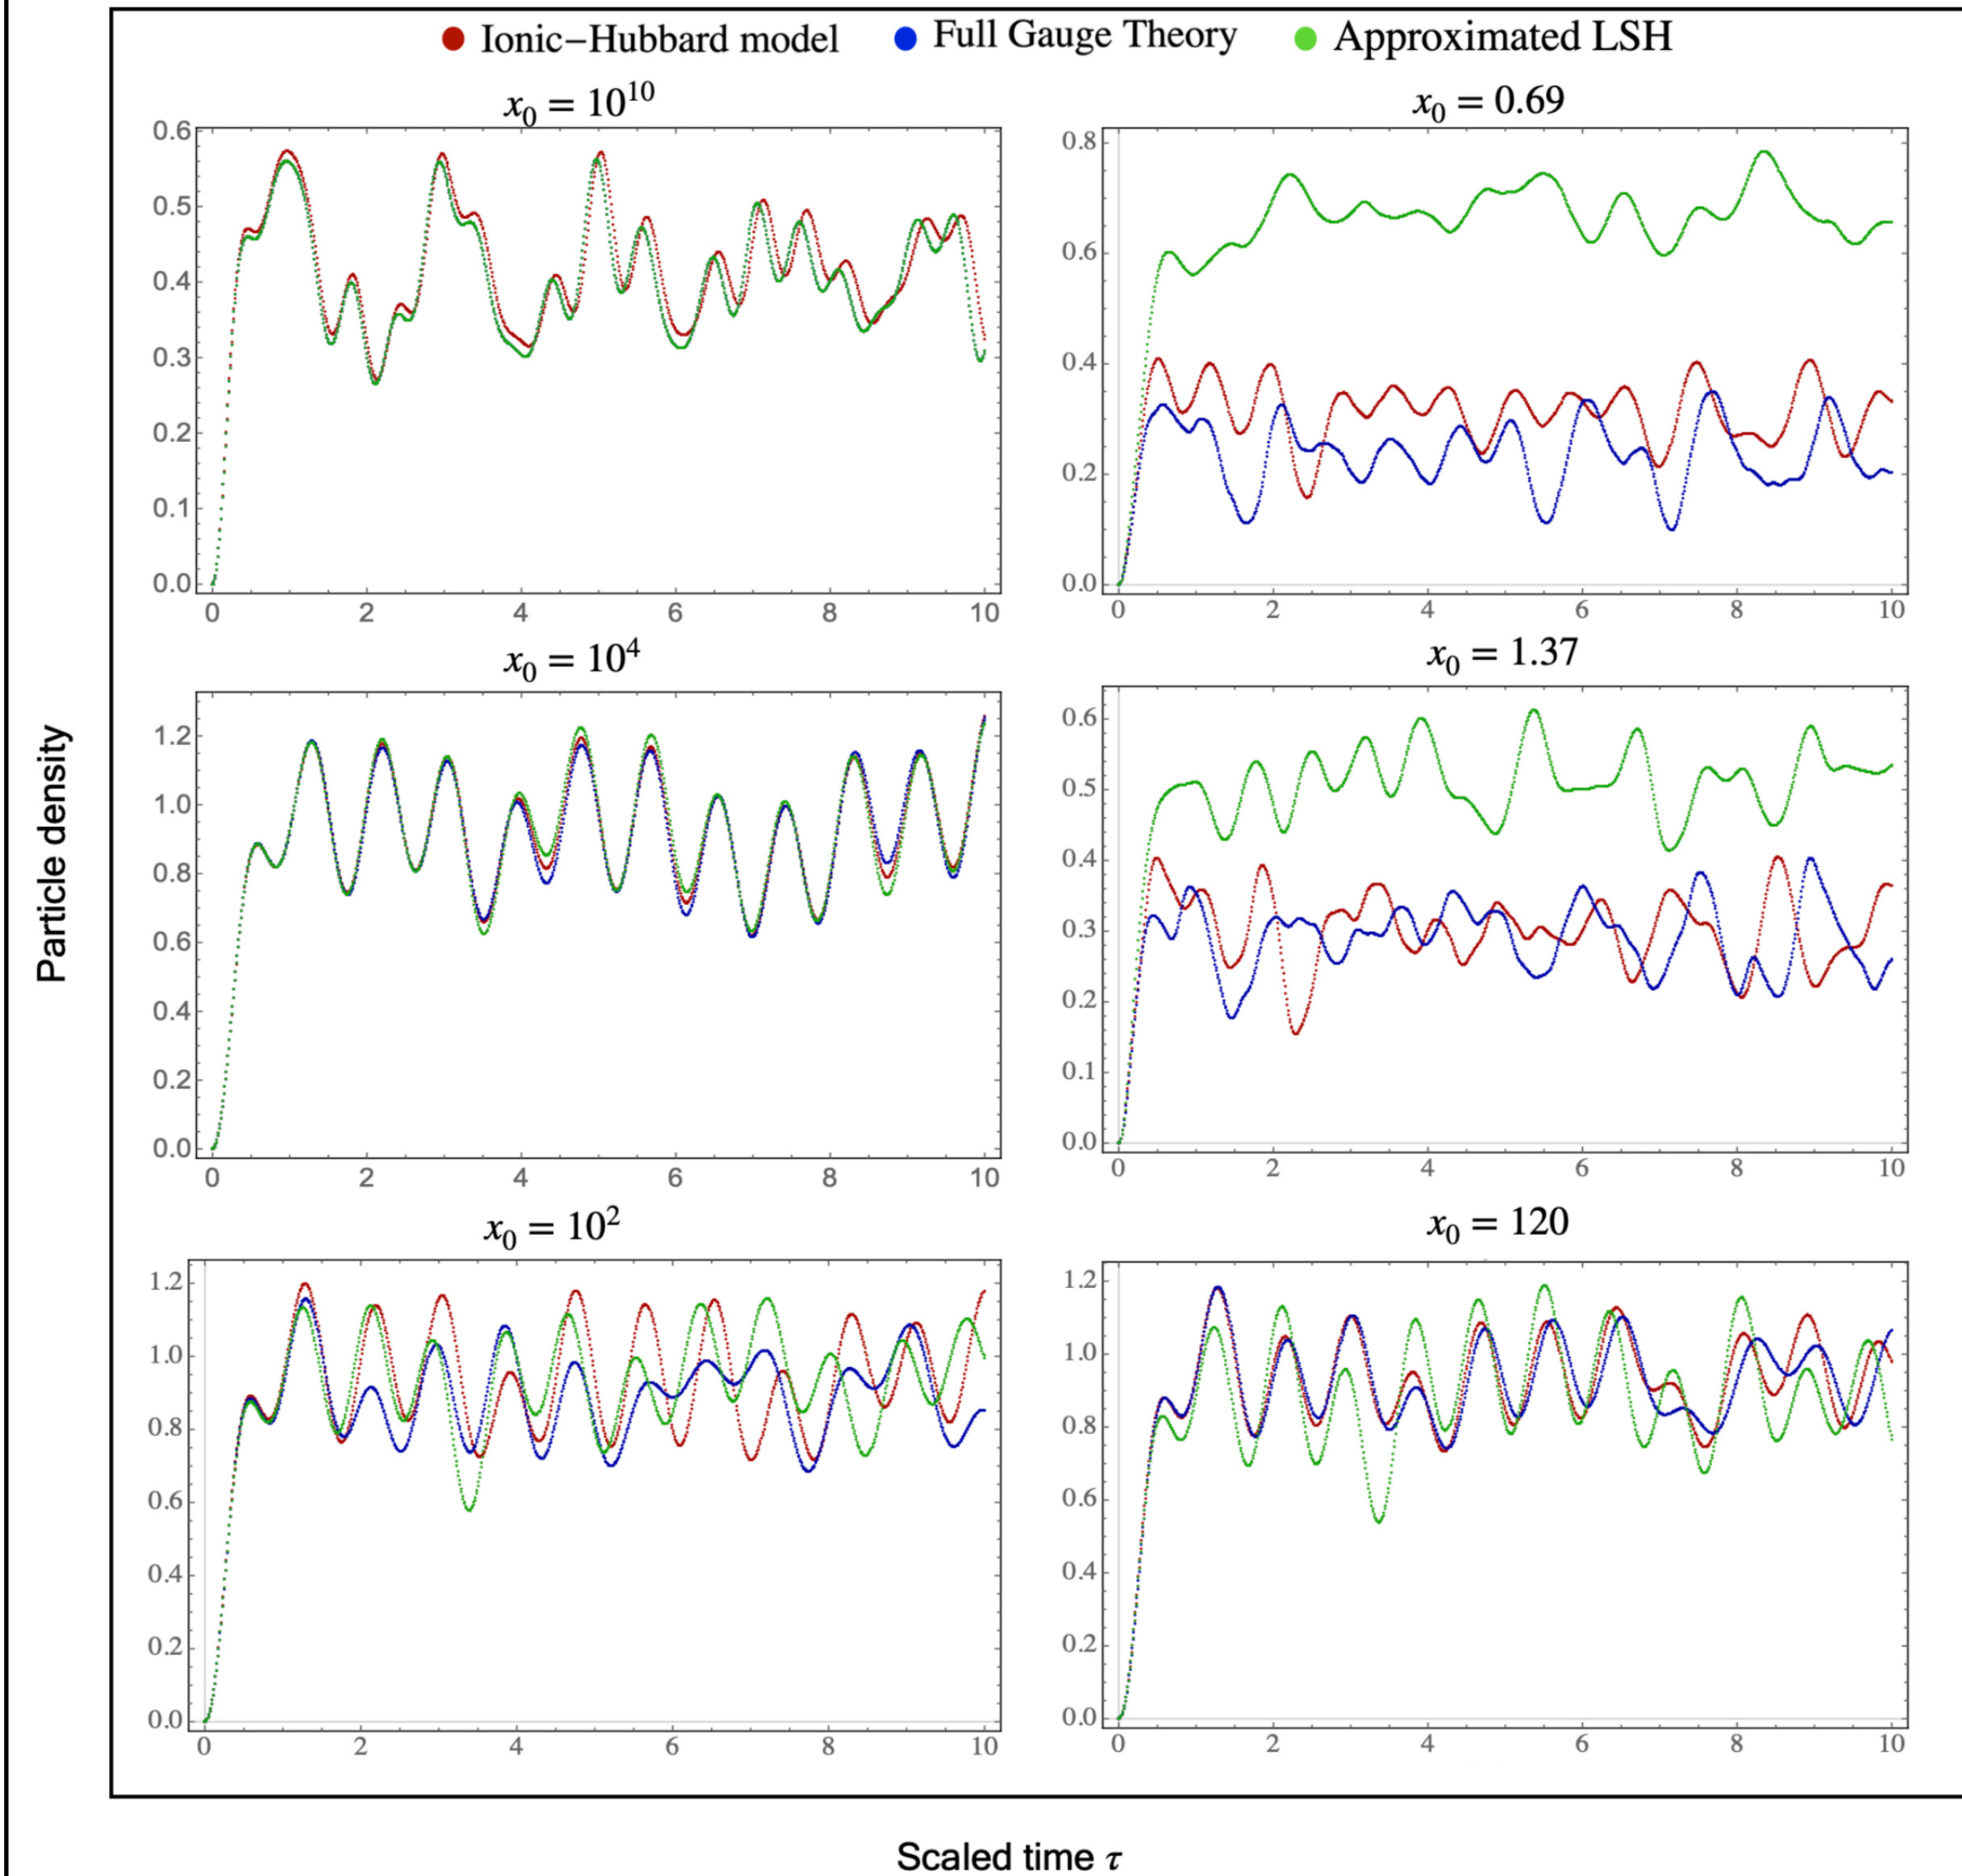 Ionic–Hubbard model Full Gauge Theory Approximated LSH
x₀ = 10¹⁰
0.6
0.5
0.4
0.3
0.2
0.1
0.0
0 2 4 6 8 10
x₀ = 0.69
0.8
0.6
0.4
0.2
0.0
0 2 4 6 8 10
x₀ = 10⁴
1.2
1.0
0.8
0.6
0.4
0.2
0.0
0 2 4 6 8 10
x₀ = 1.37
0.6
0.5
0.4
0.3
0.2
0.1
0.0
0 2 4 6 8 10
x₀ = 10²
1.2
1.0
0.8
0.6
0.4
0.2
0.0
0 2 4 6 8 10
x₀ = 120
1.2
1.0
0.8
0.6
0.4
0.2
0.0
0 2 4 6 8 10
Particle density
Scaled time τ